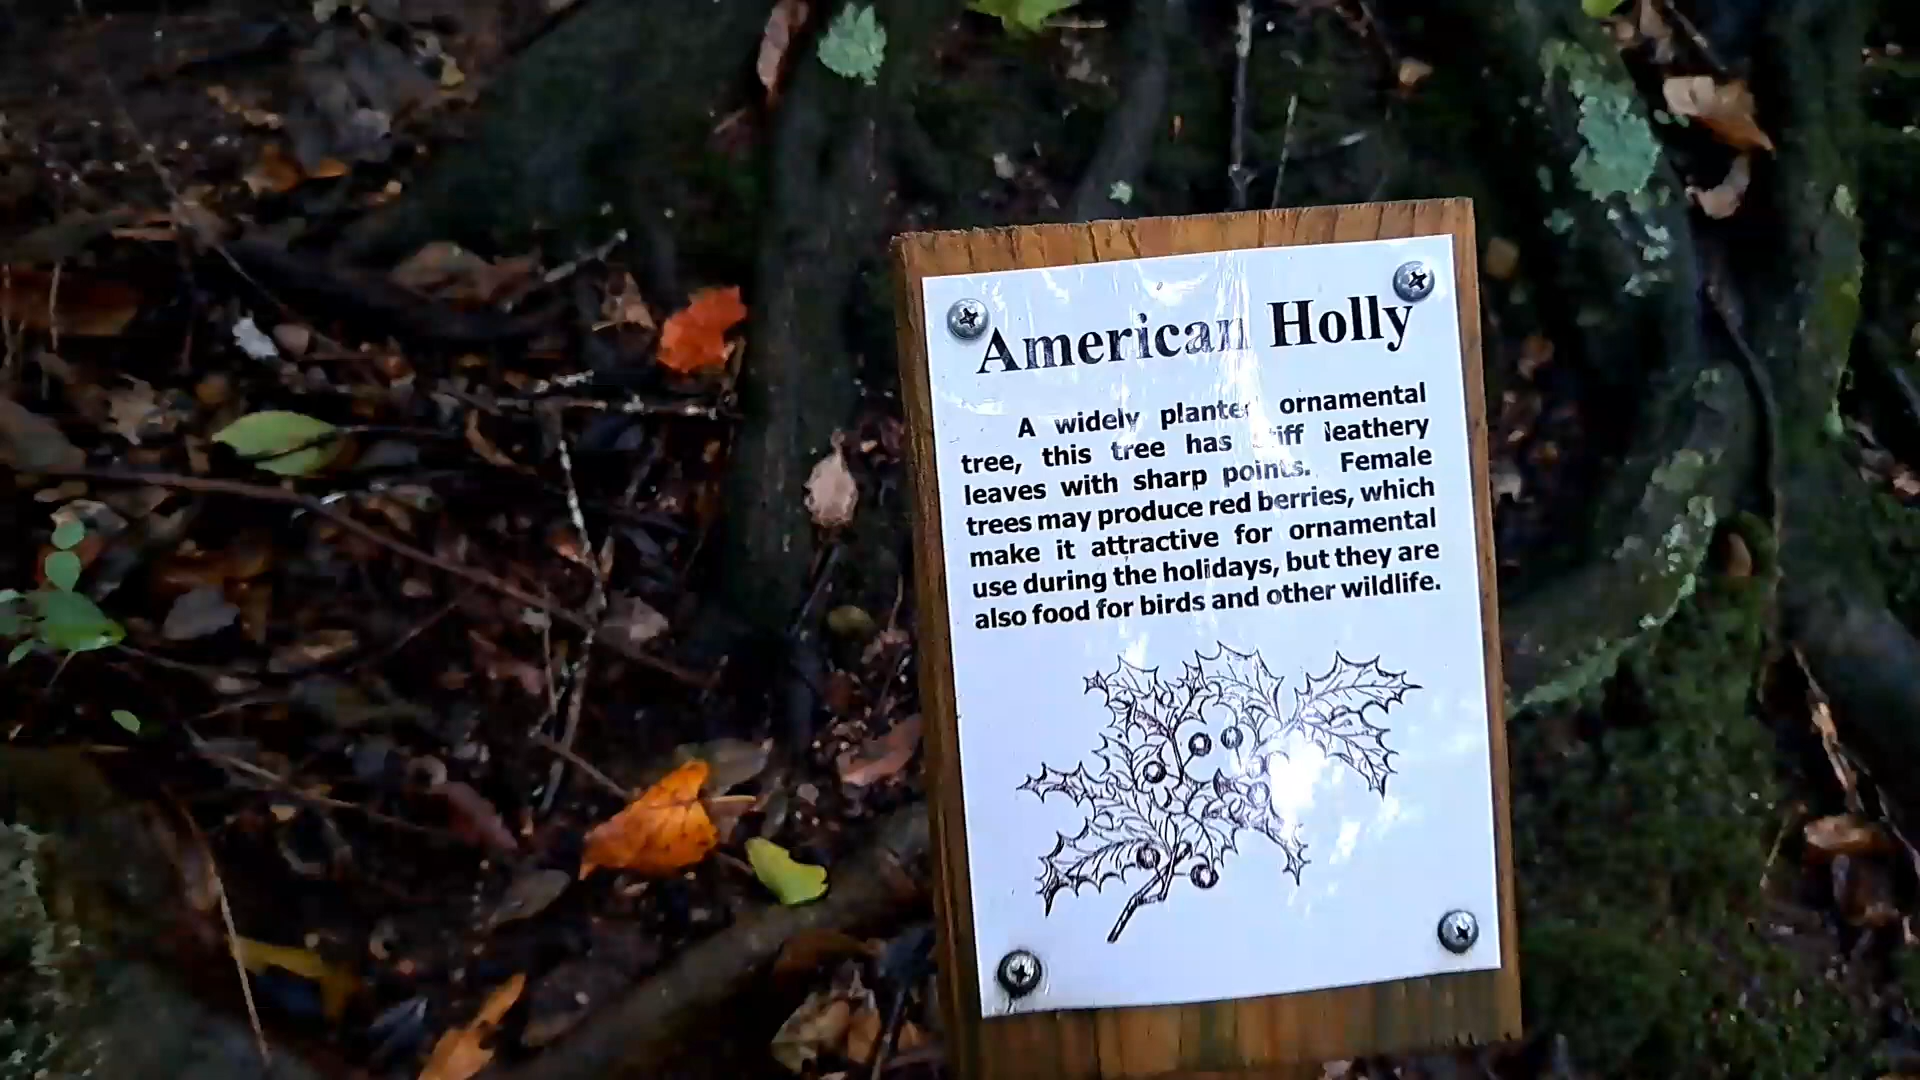 American Holly
A widely planted ornamental
tree, this tree has stiff leathery
leaves with sharp points. Female
trees may produce red berries, which
make it attractive for ornamental
use during the holidays, but they are
also food for birds and other wildlife.